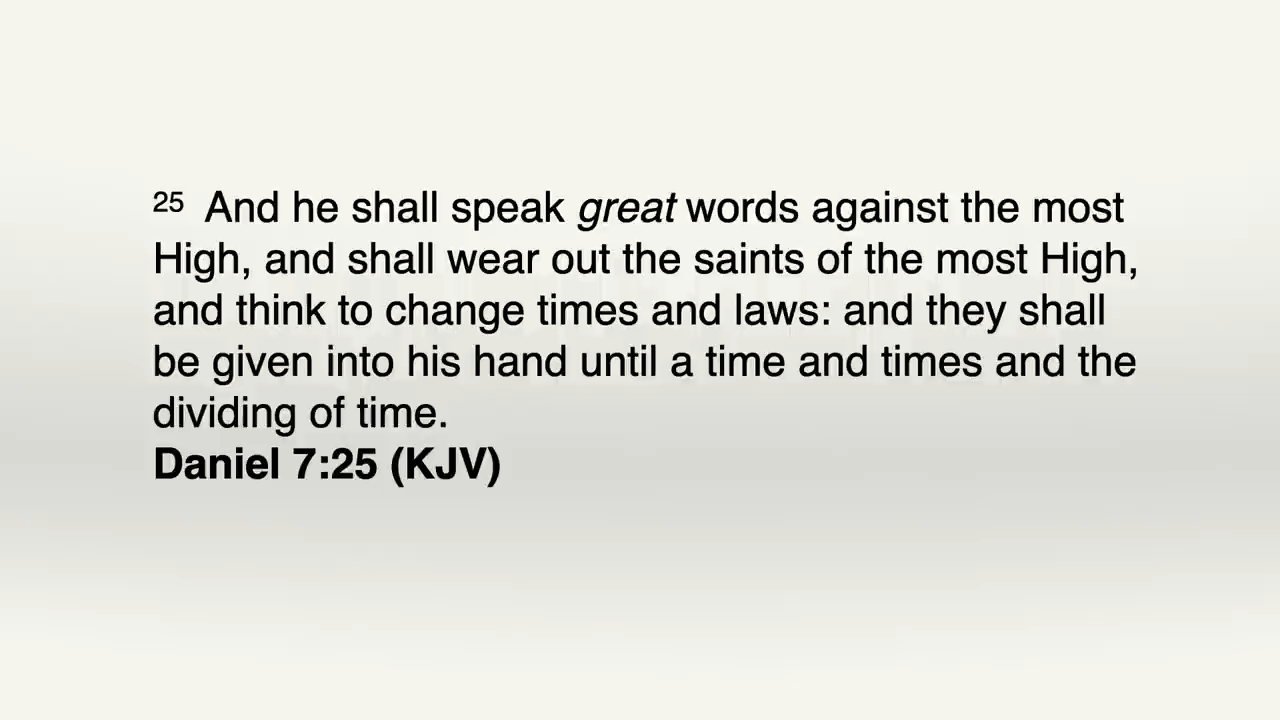 25 And he shall speak great words against the most
High, and shall wear out the saints of the most High,
and think to change times and laws: and they shall
be given into his hand until a time and times and the
dividing of time.
Daniel 7:25 (KJV)